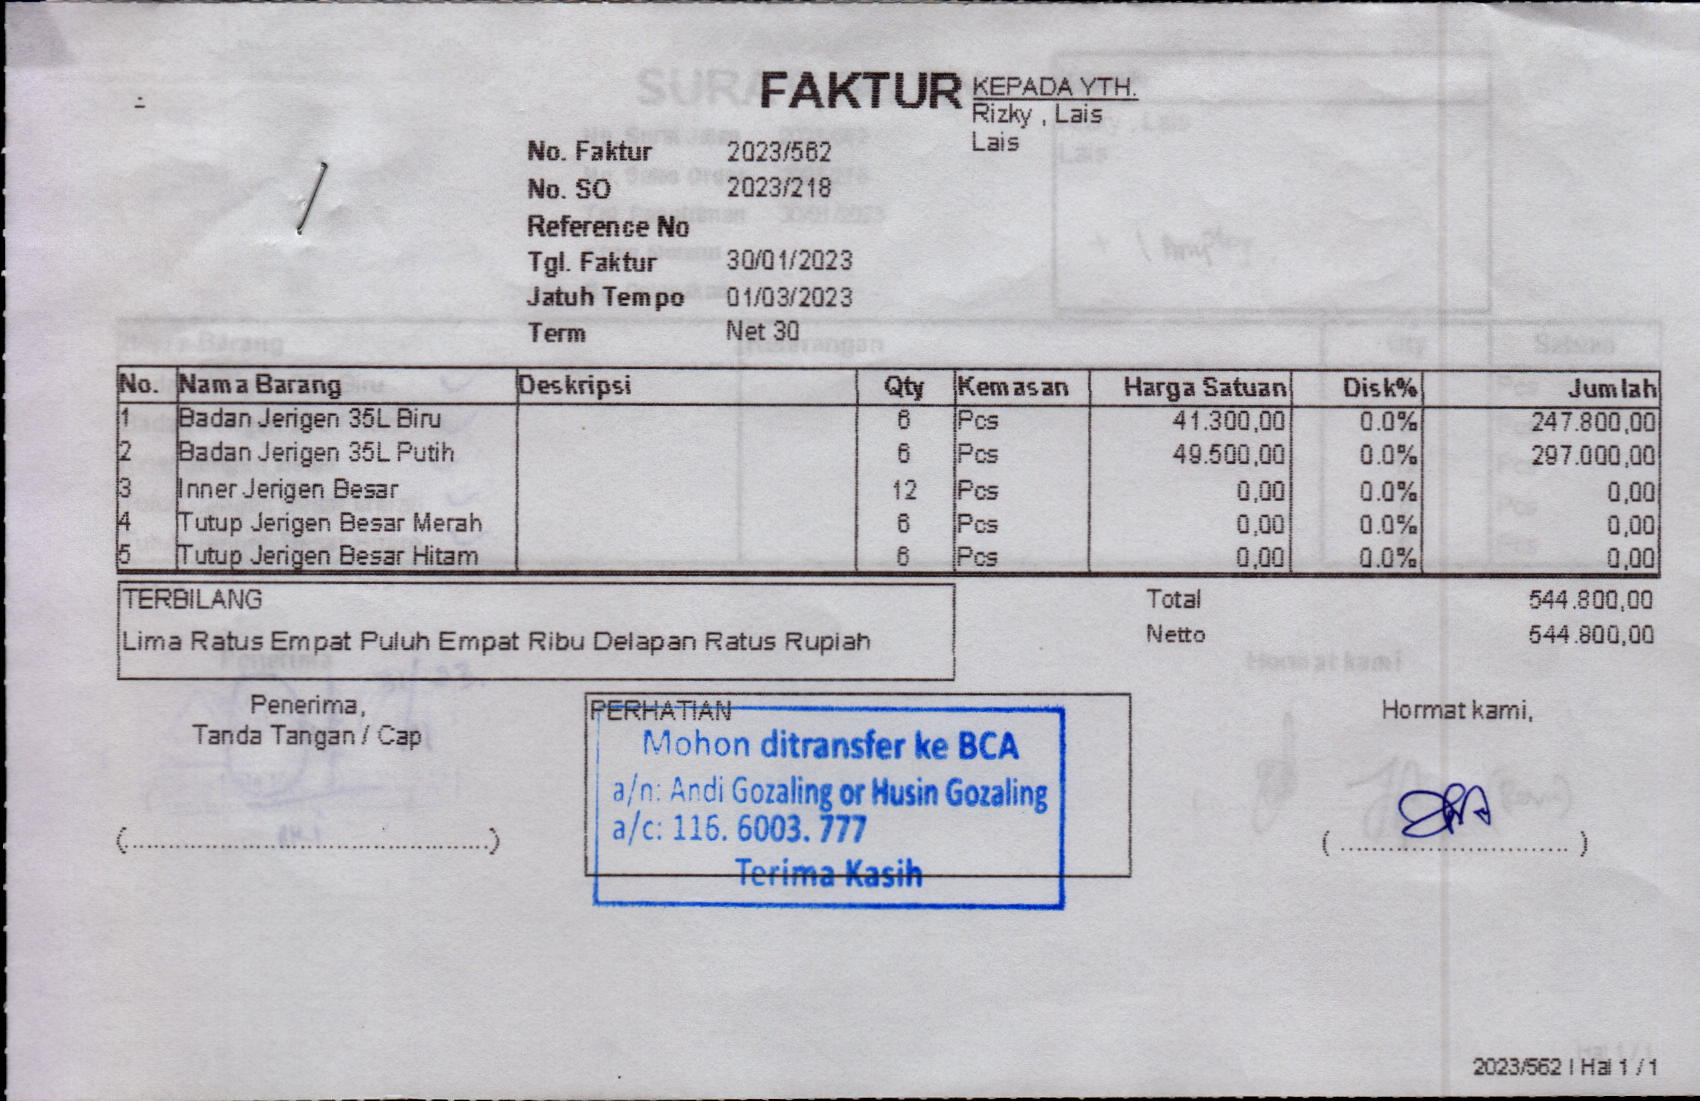 FAKTUR
KEPADA YTH.
Rizky , Lais
Lais
No. Faktur 2023/562
No. SO 2023/218
Reference No
Tgl. Faktur 30/01/2023
Jatuh Tempo 01/03/2023
Term Net 30
No. Nama Barang Deskripsi Qty Kemasan Harga Satuan Disk% Jumlah
1 Badan Jerigen 35L Biru 6 Pcs 41.300,00 0.0% 247.800,00
2 Badan Jerigen 35L Putih 6 Pcs 49.500,00 0.0% 297.000,00
3 Inner Jerigen Besar 12 Pcs 0,00 0.0% 0,00
4 Tutup Jerigen Besar Merah 6 Pcs 0,00 0.0% 0,00
5 Tutup Jerigen Besar Hitam 6 Pcs 0,00 0.0% 0,00
TERBILANG
Lima Ratus Empat Puluh Empat Ribu Delapan Ratus Rupiah
Total 544.800,00
Netto 544.800,00
Penerima,
Tanda Tangan / Cap
(................................................)
PERHATIAN
Mohon ditransfer ke BCA
a/n: Andi Gozaling or Husin Gozaling
a/c: 116. 6003. 777
Terima Kasih
Hormat kami,
( .............................. )
2023/562 | Hal 1 / 1